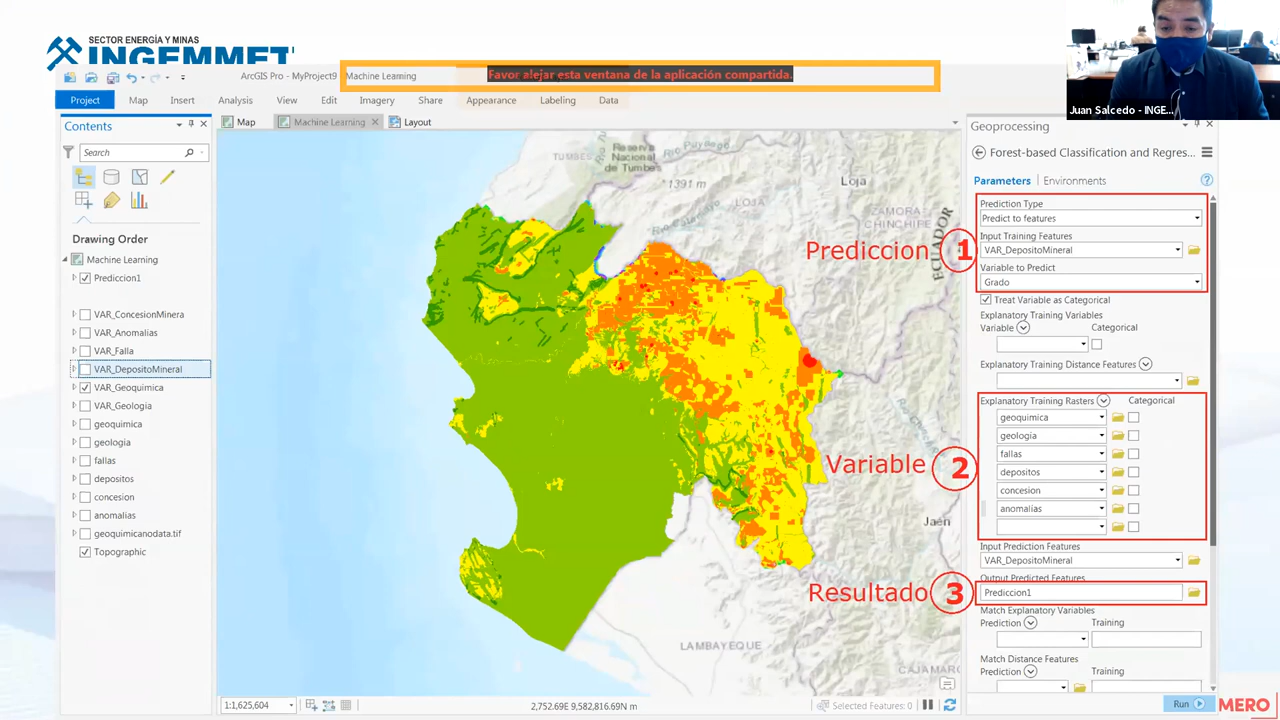 SECTOR ENERGÍA Y MINAS
INGEMMET
ArcGIS Pro - MyProject9
Machine Learning
Favor alejar esta ventana de la aplicación compartida.
Juan Salcedo - INGE...
Project
Map
Insert
Analysis
View
Edit
Imagery
Share
Appearance
Labeling
Data
Contents
Search
Drawing Order
Machine Learning
Prediccion1
VAR_ConcesionMinera
VAR_Anomalias
VAR_Falla
VAR_DepositoMineral
VAR_Geoquimica
VAR_Geologia
geoquimica
geologia
fallas
depositos
concesion
anomalias
geoquimicanodata.tif
Topographic
Map
Machine Learning
Layout
TUMBES
Reserva
Nacional
de Tumbes
Río Puyango
1391 m
Loja
LOJA
Río Catamayo
ZAMORA
CHINCHIPE
ECUADOR
Jaén
LAMBAYEQUE
CAJAMARCA
Prediccion 1
Variable 2
Resultado 3
1:1,625,604
2,752.69E 9,582,816.69N m
Selected Features: 0
Geoprocessing
Forest-based Classification and Regres...
Parameters
Environments
Prediction Type
Predict to features
Input Training Features
VAR_DepositoMineral
Variable to Predict
Grado
Treat Variable as Categorical
Explanatory Training Variables
Variable
Categorical
Explanatory Training Distance Features
Explanatory Training Rasters
Categorical
geoquimica
geologia
fallas
depositos
concesion
anomalias
Input Prediction Features
VAR_DepositoMineral
Output Predicted Features
Prediccion1
Match Explanatory Variables
Prediction
Training
Match Distance Features
Prediction
Training
Run
MERO